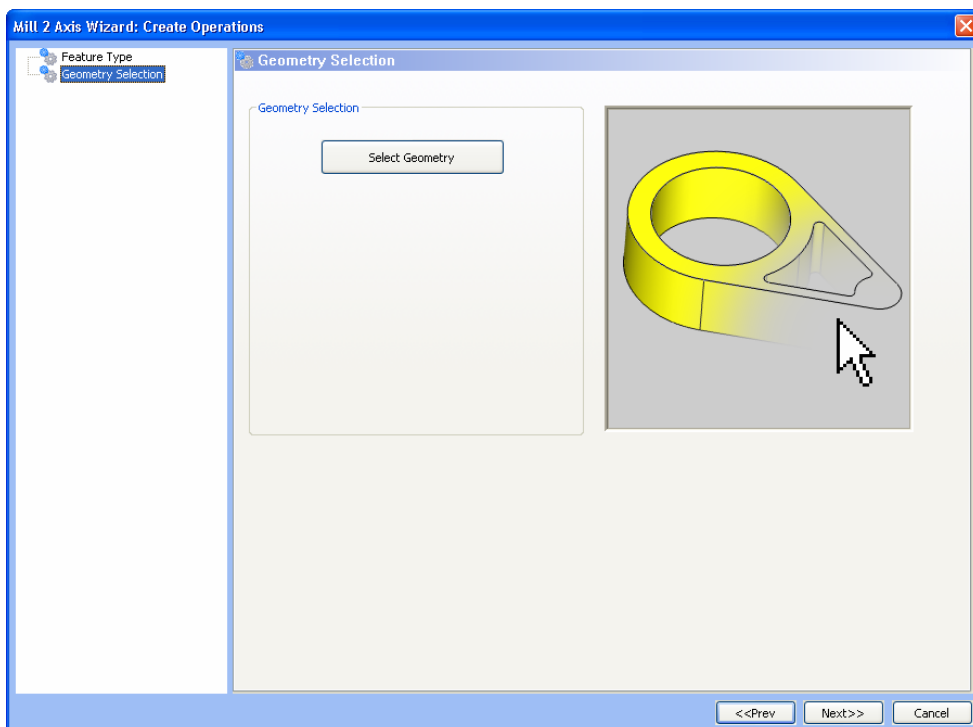 Mill 2 Axis Wizard: Create Operations
Feature Type
Geometry Selection
Geometry Selection
Geometry Selection
Select Geometry
<<Prev
Next>>
Cancel